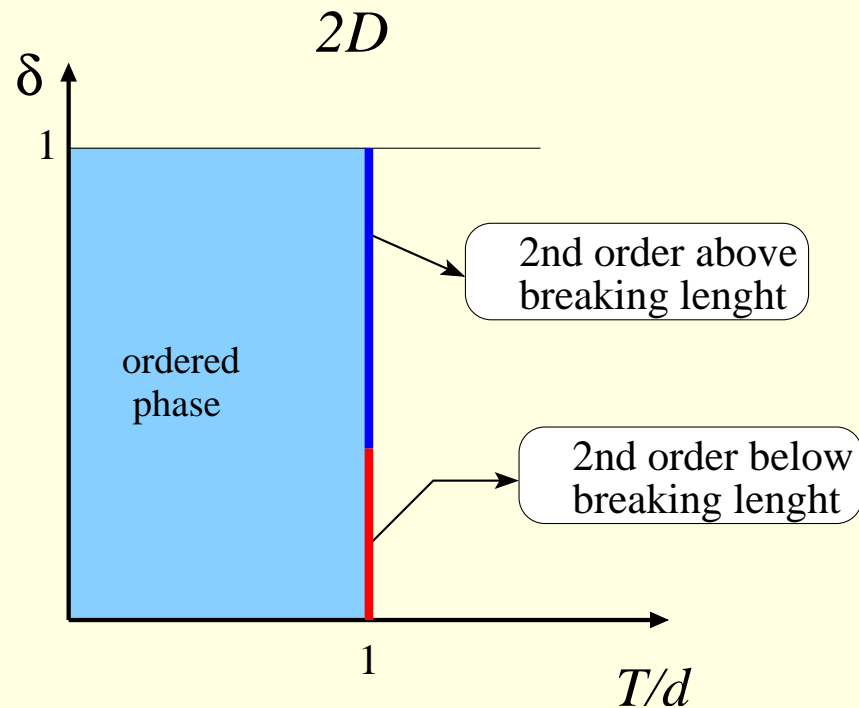 2D
δ
1
2nd order above
breaking lenght
ordered
phase
2nd order below
breaking lenght
1
T/d